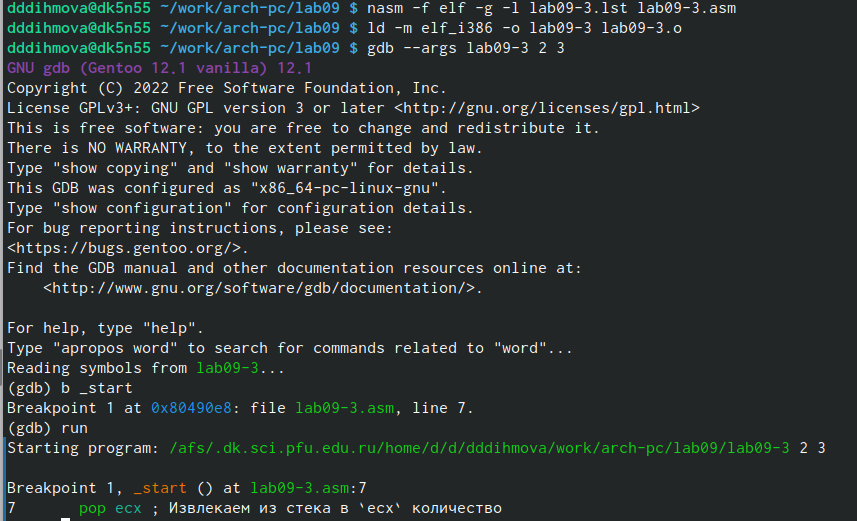 dddihmova@dk5n55 ~/work/arch-pc/lab09 $ nasm -f elf -g -l lab09-3.lst lab09-3.asm
dddihmova@dk5n55 ~/work/arch-pc/lab09 $ ld -m elf_i386 -o lab09-3 lab09-3.o
dddihmova@dk5n55 ~/work/arch-pc/lab09 $ gdb --args lab09-3 2 3
GNU gdb (Gentoo 12.1 vanilla) 12.1
Copyright (C) 2022 Free Software Foundation, Inc.
License GPLv3+: GNU GPL version 3 or later <http://gnu.org/licenses/gpl.html>
This is free software: you are free to change and redistribute it.
There is NO WARRANTY, to the extent permitted by law.
Type "show copying" and "show warranty" for details.
This GDB was configured as "x86_64-pc-linux-gnu".
Type "show configuration" for configuration details.
For bug reporting instructions, please see:
<https://bugs.gentoo.org/>.
Find the GDB manual and other documentation resources online at:
    <http://www.gnu.org/software/gdb/documentation/>.

For help, type "help".
Type "apropos word" to search for commands related to "word"...
Reading symbols from lab09-3...
(gdb) b _start
Breakpoint 1 at 0x80490e8: file lab09-3.asm, line 7.
(gdb) run
Starting program: /afs/.dk.sci.pfu.edu.ru/home/d/d/dddihmova/work/arch-pc/lab09/lab09-3 2 3

Breakpoint 1, _start () at lab09-3.asm:7
7       pop ecx ; Извлекаем из стека в `ecx` количество